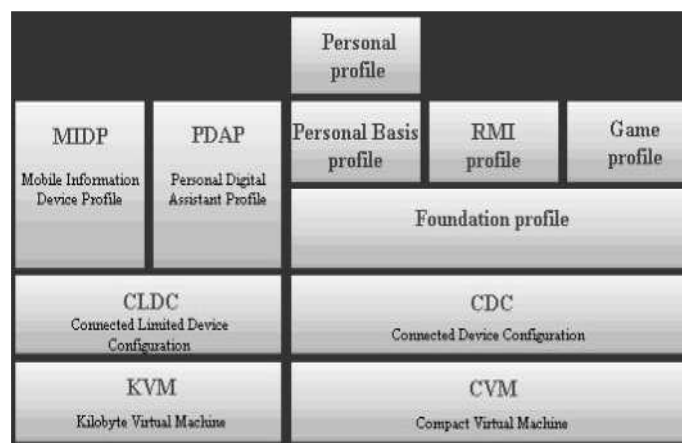 Personal
profile
MIDP
Mobile Information
Device Profile
PDAP
Personal Digital
Assistant Profile
Personal Basis
profile
RMI
profile
Game
profile
Foundation profile
CLDC
Connected Limited Device
Configuration
CDC
Connected Device Configuration
KVM
Kilobyte Virtual Machine
CVM
Compact Virtual Machine